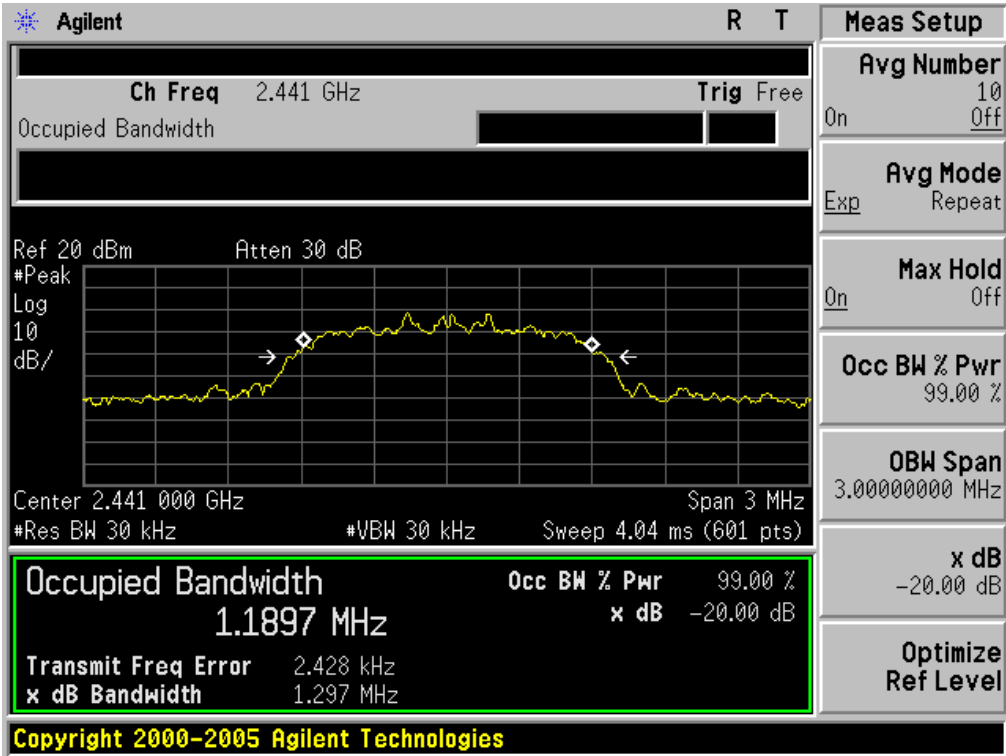 Agilent R T
Ch Freq 2.441 GHz Trig Free
Occupied Bandwidth
Ref 20 dBm Atten 30 dB
#Peak
Log
10
dB/
Center 2.441 000 GHz Span 3 MHz
#Res BW 30 kHz #VBW 30 kHz Sweep 4.04 ms (601 pts)
Occupied Bandwidth Occ BW % Pwr 99.00 %
1.1897 MHz x dB -20.00 dB
Transmit Freq Error 2.428 kHz
x dB Bandwidth 1.297 MHz
Copyright 2000-2005 Agilent Technologies
Meas Setup
Avg Number
10
On Off
Avg Mode
Exp Repeat
Max Hold
On Off
Occ BW % Pwr
99.00 %
OBW Span
3.00000000 MHz
x dB
-20.00 dB
Optimize
Ref Level